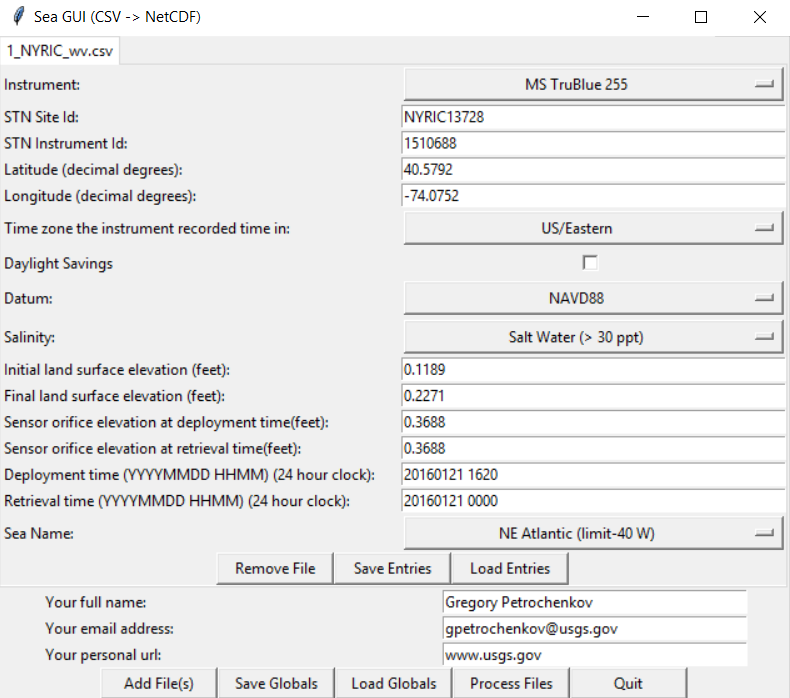 Sea GUI (CSV -> NetCDF)
1_NYRIC_wv.csv
Instrument: MS TruBlue 255
STN Site Id: NYRIC13728
STN Instrument Id: 1510688
Latitude (decimal degrees): 40.5792
Longitude (decimal degrees): -74.0752
Time zone the instrument recorded time in: US/Eastern
Daylight Savings
Datum: NAVD88
Salinity: Salt Water (> 30 ppt)
Initial land surface elevation (feet): 0.1189
Final land surface elevation (feet): 0.2271
Sensor orifice elevation at deployment time(feet): 0.3688
Sensor orifice elevation at retrieval time(feet): 0.3688
Deployment time (YYYYMMDD HHMM) (24 hour clock): 20160121 1620
Retrieval time (YYYYMMDD HHMM) (24 hour clock): 20160121 0000
Sea Name: NE Atlantic (limit-40 W)
Remove File Save Entries Load Entries
Your full name: Gregory Petrochenkov
Your email address: gpetrochenkov@usgs.gov
Your personal url: www.usgs.gov
Add File(s) Save Globals Load Globals Process Files Quit